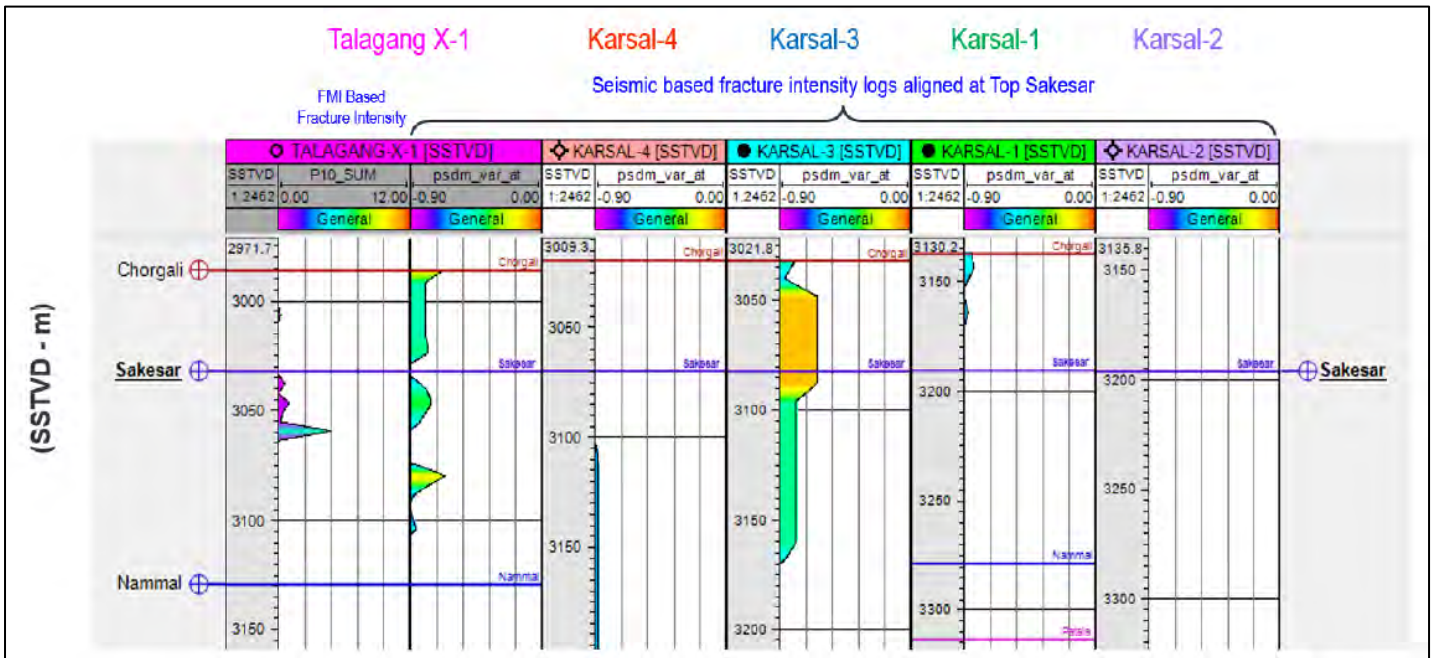 Talagang X-1 Karsal-4 Karsal-3 Karsal-1 Karsal-2
Seismic based fracture intensity logs aligned at Top Sakesar
FMI Based
Fracture Intensity
TALAGANG-X-1 [SSTVD] KARSAL-4 [SSTVD] KARSAL-3 [SSTVD] KARSAL-1 [SSTVD] KARSAL-2 [SSTVD]
SSTVD P10_SUM psdm_var_at SSTVD psdm_var_at SSTVD psdm_var_at SSTVD psdm_var_at SSTVD psdm_var_at
1:2462 0.00 12.00 -0.90 0.00 1:2462 -0.90 0.00 1:2462 -0.90 0.00 1:2462 -0.90 0.00 1:2462 -0.90 0.00
General General General General General General
2971.7 3009.3 3021.8 3130.2 3135.8
Chorgali Chorgali Chorgali Chorgali Chorgali
3150
3150
3000 3050
3060
Sakesar Sakesar Sakesar Sakesar Sakesar Sakesar Sakesar
3200
3200
3050 3100
3100
3250
3250
3100 3150
3150
Nammal Nammal Nammal
3300
3300
3150 3200
(SSTVD - m)